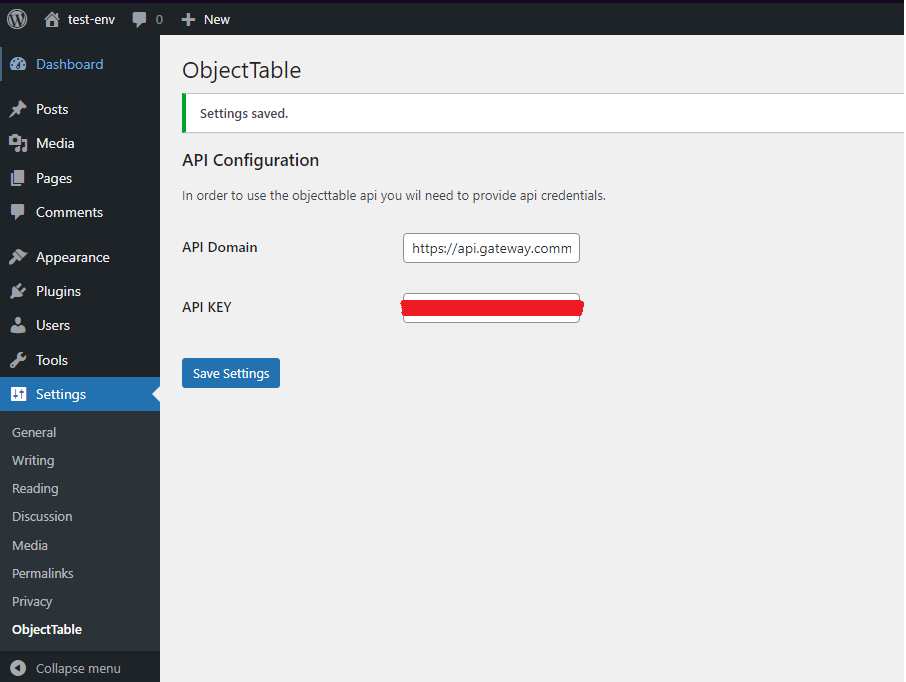 test-env 0 New
Dashboard
Posts
Media
Pages
Comments
Appearance
Plugins
Users
Tools
Settings
General
Writing
Reading
Discussion
Media
Permalinks
Privacy
ObjectTable
Collapse menu
ObjectTable
Settings saved.
API Configuration
In order to use the objecttable api you wil need to provide api credentials.
API Domain https://api.gateway.comm
API KEY
Save Settings